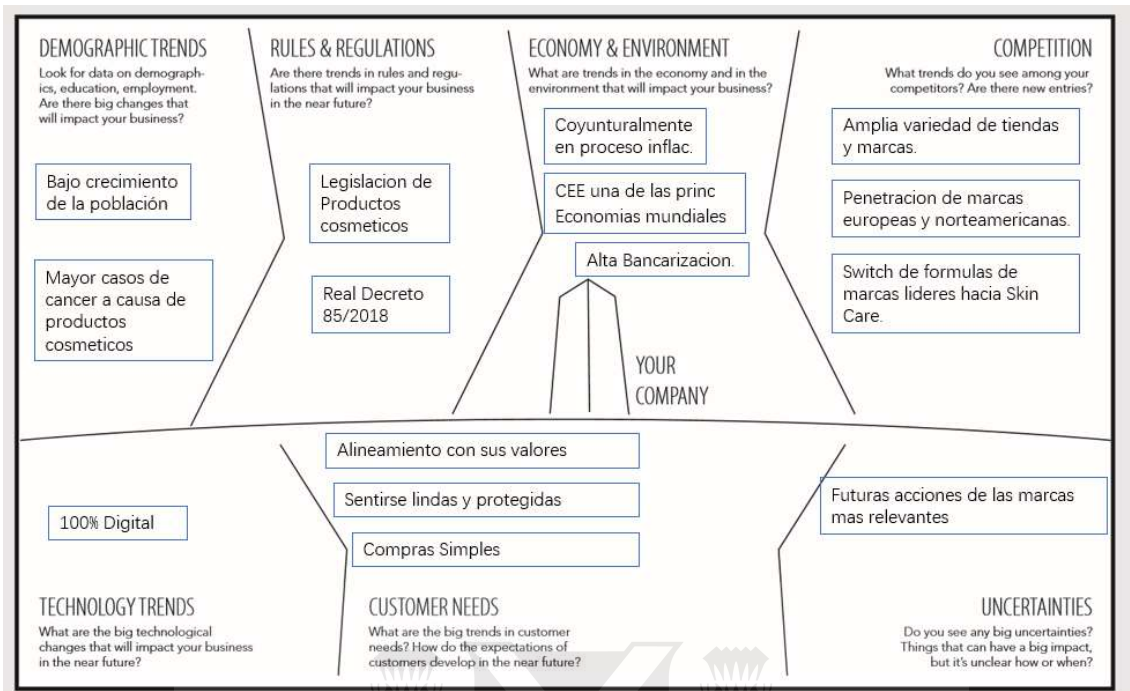 DEMOGRAPHIC TRENDS
Look for data on demograph-
ics, education, employment.
Are there big changes that
will impact your business?
Bajo crecimiento
de la población
Mayor casos de
cancer a causa de
productos
cosmeticos
RULES & REGULATIONS
Are there trends in rules and regu-
lations that will impact your business
in the near future?
Legislacion de
Productos
cosmeticos
Real Decreto
85/2018
ECONOMY & ENVIRONMENT
What are trends in the economy and in the
environment that will impact your business?
Coyunturalmente
en proceso inflac.
CEE una de las princ
Economias mundiales
Alta Bancarizacion.
COMPETITION
What trends do you see among your
competitors? Are there new entries?
Amplia variedad de tiendas
y marcas.
Penetracion de marcas
europeas y norteamericanas.
Switch de formulas de
marcas lideres hacia Skin
Care.
YOUR
COMPANY
100% Digital
TECHNOLOGY TRENDS
What are the big technological
changes that will impact your business
in the near future?
Alineamiento con sus valores
Sentirse lindas y protegidas
Compras Simples
CUSTOMER NEEDS
What are the big trends in customer
needs? How do the expectations of
customers develop in the near future?
Futuras acciones de las marcas
mas relevantes
UNCERTAINTIES
Do you see any big uncertainties?
Things that can have a big impact,
but it's unclear how or when?